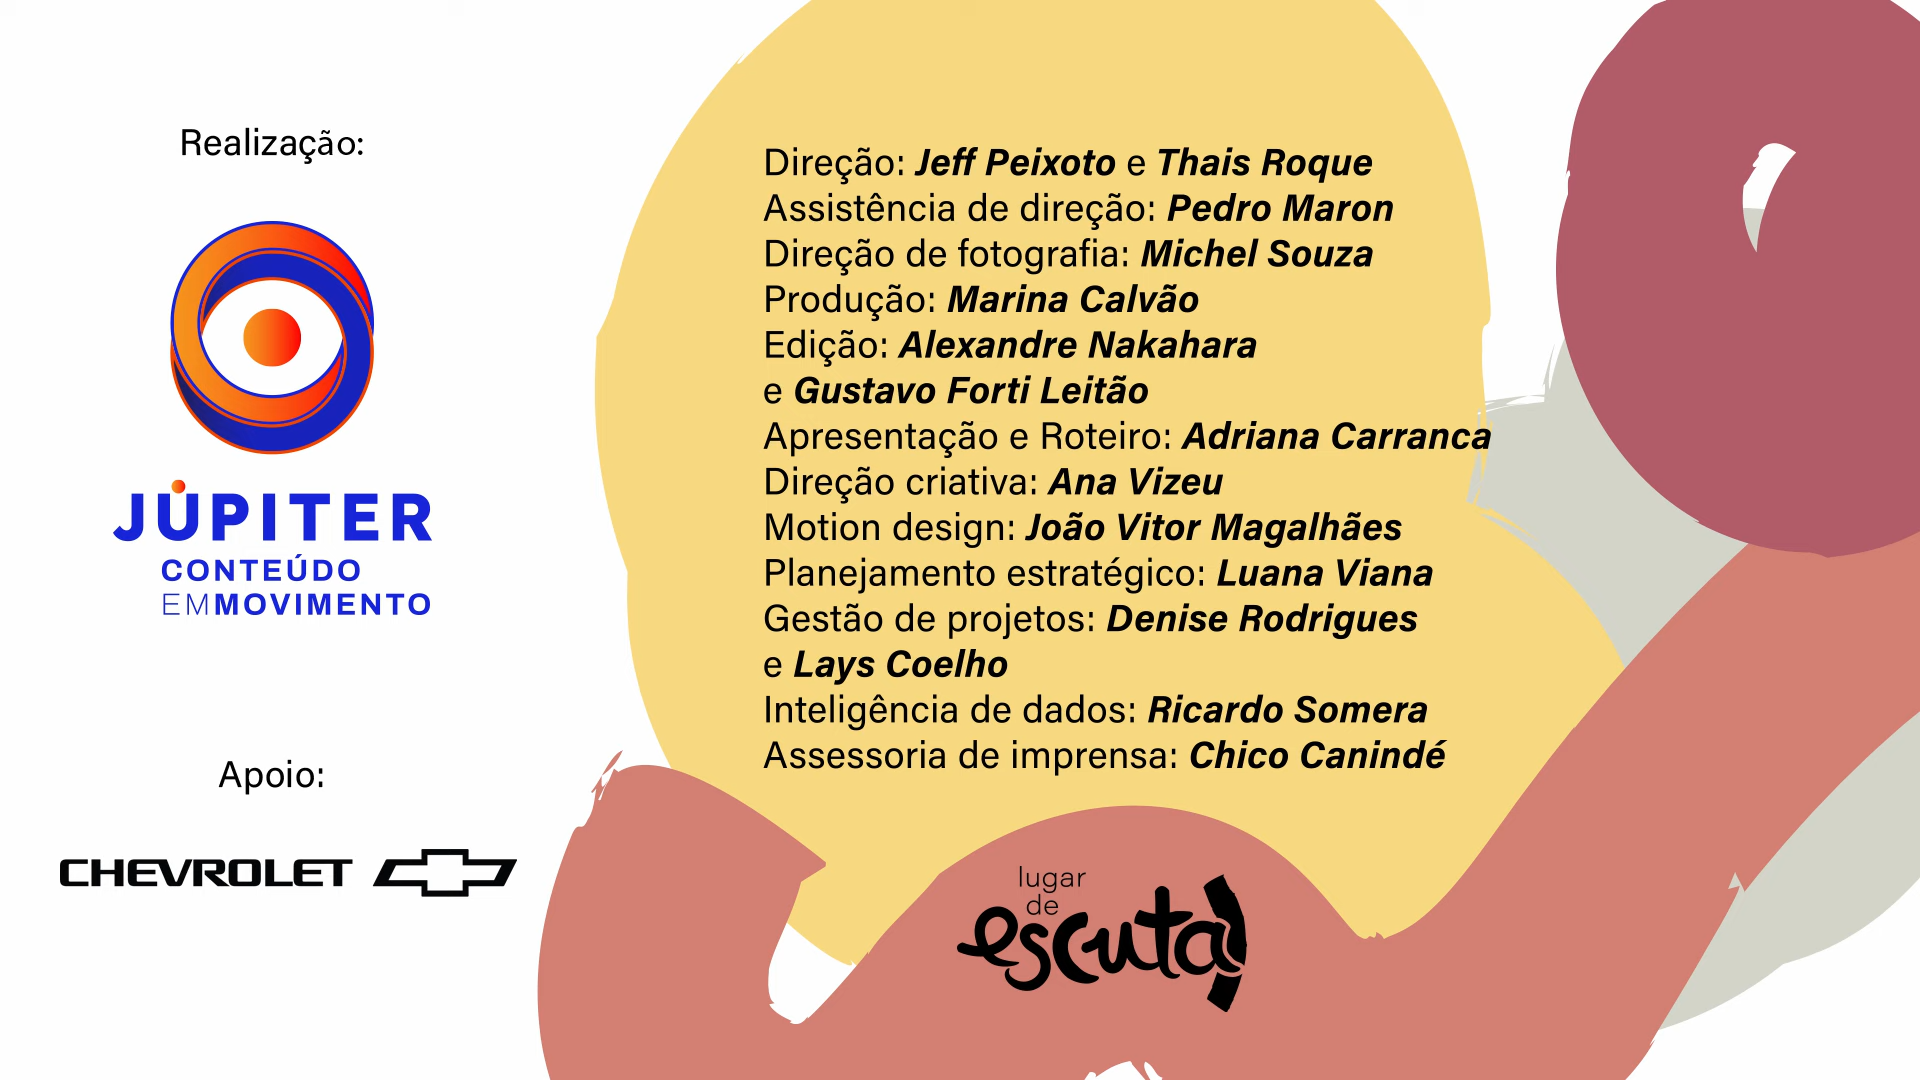 Realização:
JÚPITER
CONTEÚDO
EMMOVIMENTO
Apoio:
CHEVROLET
Direção: Jeff Peixoto e Thais Roque
Assistência de direção: Pedro Maron
Direção de fotografia: Michel Souza
Produção: Marina Calvão
Edição: Alexandre Nakahara
e Gustavo Forti Leitão
Apresentação e Roteiro: Adriana Carranca
Direção criativa: Ana Vizeu
Motion design: João Vitor Magalhães
Planejamento estratégico: Luana Viana
Gestão de projetos: Denise Rodrigues
e Lays Coelho
Inteligência de dados: Ricardo Somera
Assessoria de imprensa: Chico Canindé
lugar
de
escuta